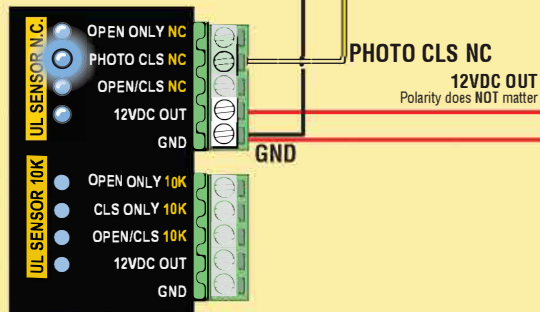 UL SENSOR N.C.
OPEN ONLY NC
PHOTO CLS NC
OPEN/CLS NC
12VDC OUT
GND
UL SENSOR 10K
OPEN ONLY 10K
CLS ONLY 10K
OPEN/CLS 10K
12VDC OUT
GND
PHOTO CLS NC
12VDC OUT
Polarity does NOT matter
GND